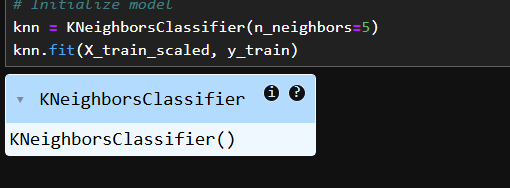 # Initialize model
knn = KNeighborsClassifier(n_neighbors=5)
knn.fit(X_train_scaled, y_train)
▾ KNeighborsClassifier i ?
KNeighborsClassifier()